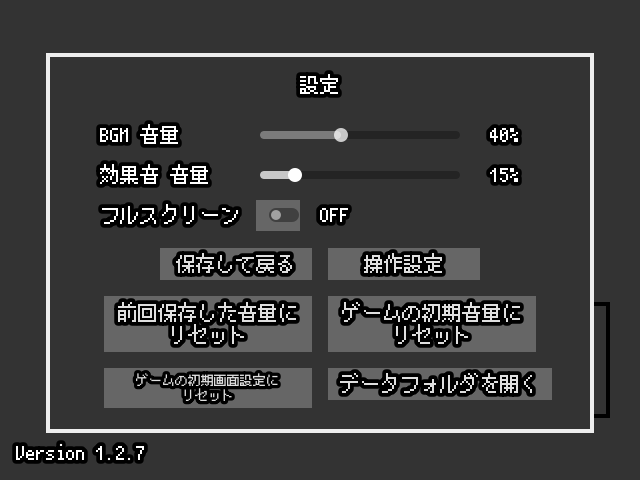 設定
BGM 音量 40%
効果音 音量 15%
フルスクリーン OFF
保存して戻る 操作設定
前回保存した音量に
リセット
ゲームの初期音量に
リセット
ゲームの初期画面設定に
リセット
データフォルダを開く
Version 1.2.7